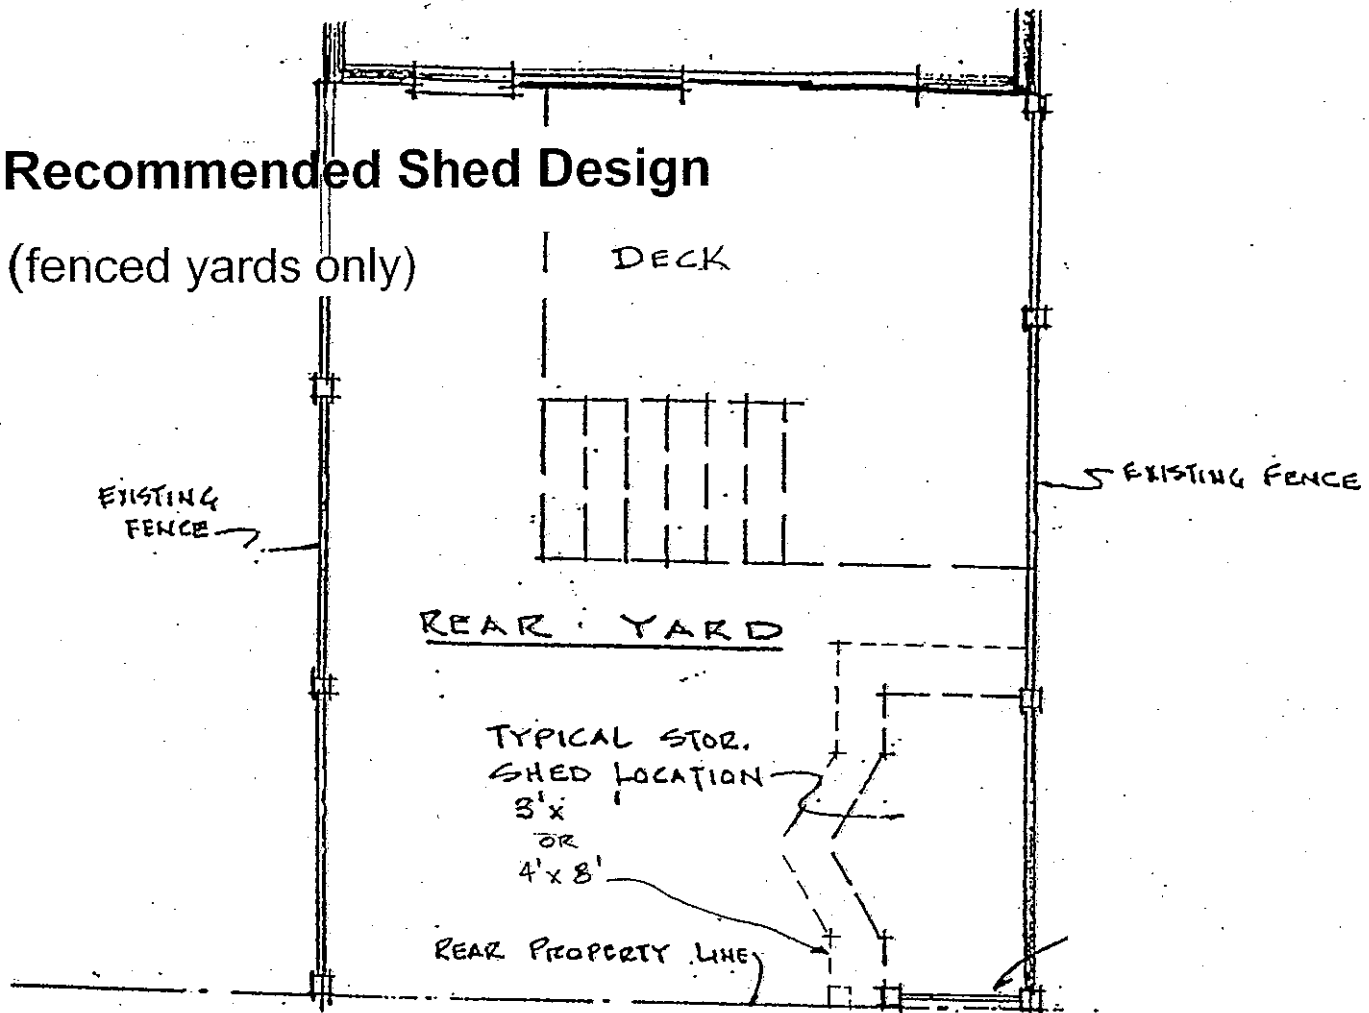 Recommended Shed Design
(fenced yards only)
DECK
EXISTING
FENCE
EXISTING FENCE
REAR YARD
TYPICAL STOR.
SHED LOCATION
3'x '
OR
4'x 8'
REAR PROPERTY LINE